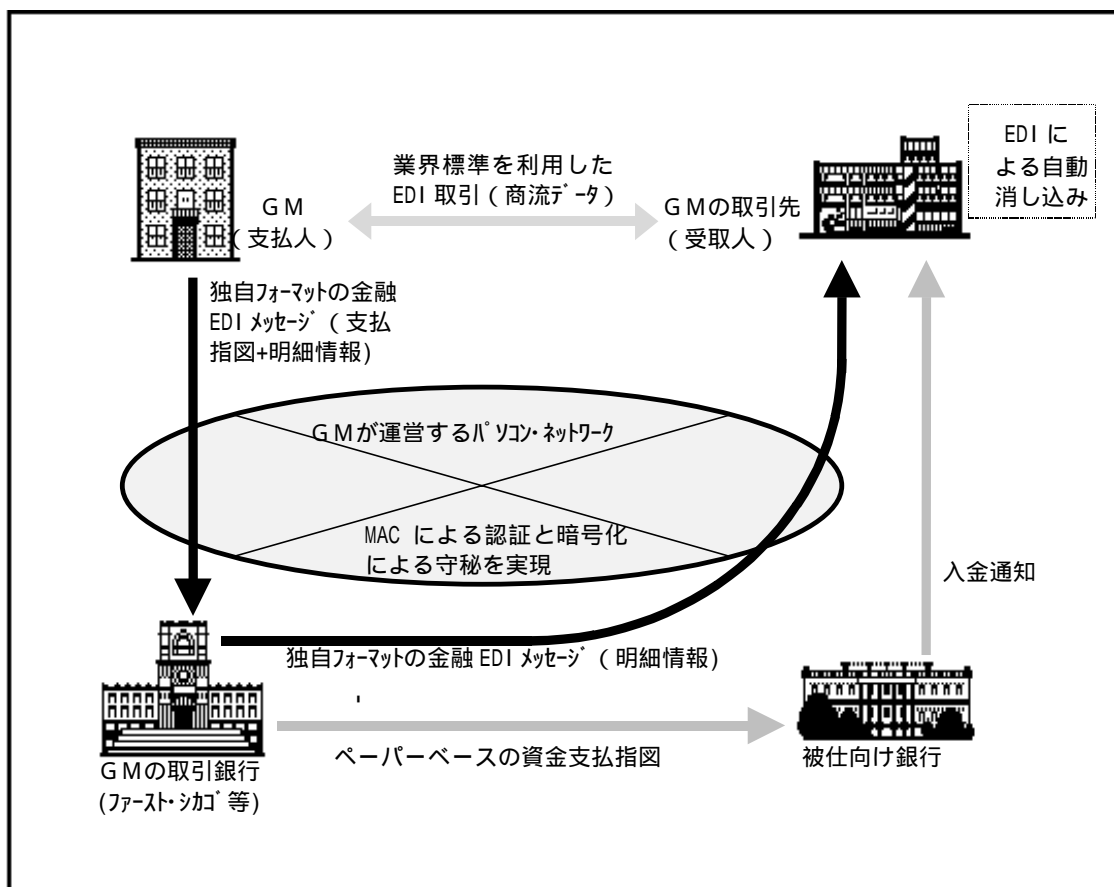 EDI に
よる自動
消し込み
業界標準を利用した
EDI 取引（商流ﾃﾞｰﾀ）
ＧＭ
（支払人）
ＧＭの取引先
（受取人）
独自ﾌｫｰﾏｯﾄの金融
EDI ﾒｯｾｰｼﾞ（支払
指図+明細情報)
ＧＭが運営するﾊﾟｿｺﾝ･ﾈｯﾄﾜｰｸ
MAC による認証と暗号化
による守秘を実現
入金通知
独自ﾌｫｰﾏｯﾄの金融 EDI ﾒｯｾｰｼﾞ（明細情報）
ペーパーベースの資金支払指図
被仕向け銀行
ＧＭの取引銀行
(ﾌｧｰｽﾄ･ｼｶｺﾞ等)